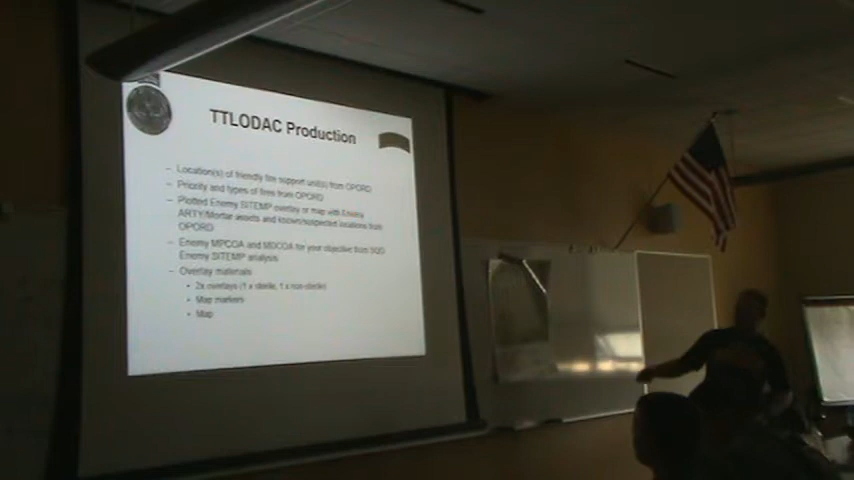 TTLODAC Production
– Location(s) of friendly fire support unit(s) from OPORD
– Priority and types of fires from OPORD
– Plotted Enemy SITEMP overlay or map with Enemy
ARTY/Mortar assets and known/suspected locations from
OPORD
– Enemy MPCOA and MDCOA for your objective from SQD
Enemy SITEMP analysis
– Overlay materials
• 2x overlays (1 x sterile, 1 x non-sterile)
• Map markers
• Map